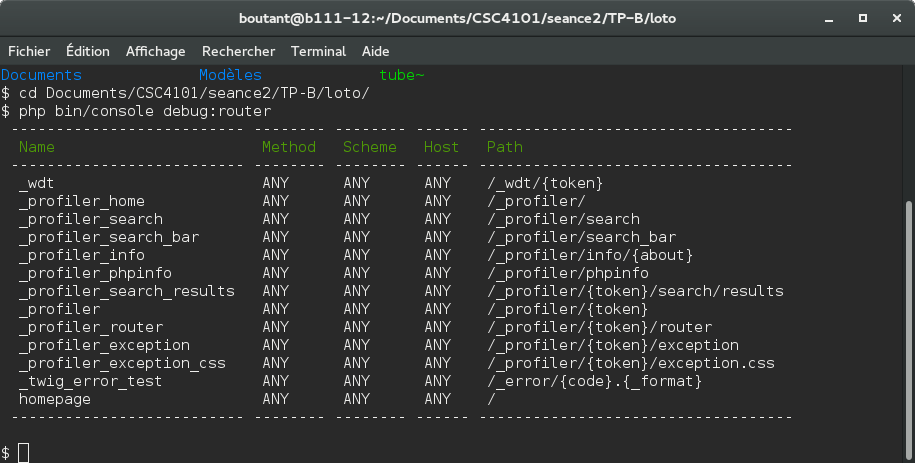 boutant@b111-12:~/Documents/CSC4101/seance2/TP-B/loto
Fichier Édition Affichage Rechercher Terminal Aide
Documents Modèles tube~
$ cd Documents/CSC4101/seance2/TP-B/loto/
$ php bin/console debug:router
-------------------------- -------- -------- ------ -----------------------------------
Name Method Scheme Host Path
-------------------------- -------- -------- ------ -----------------------------------
_wdt ANY ANY ANY /_wdt/{token}
_profiler_home ANY ANY ANY /_profiler/
_profiler_search ANY ANY ANY /_profiler/search
_profiler_search_bar ANY ANY ANY /_profiler/search_bar
_profiler_info ANY ANY ANY /_profiler/info/{about}
_profiler_phpinfo ANY ANY ANY /_profiler/phpinfo
_profiler_search_results ANY ANY ANY /_profiler/{token}/search/results
_profiler ANY ANY ANY /_profiler/{token}
_profiler_router ANY ANY ANY /_profiler/{token}/router
_profiler_exception ANY ANY ANY /_profiler/{token}/exception
_profiler_exception_css ANY ANY ANY /_profiler/{token}/exception.css
_twig_error_test ANY ANY ANY /_error/{code}.{_format}
homepage ANY ANY ANY /
-------------------------- -------- -------- ------ -----------------------------------
$